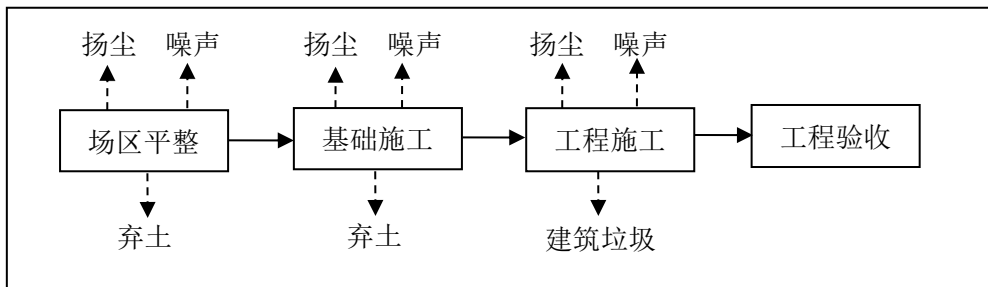 扬尘 噪声 扬尘 噪声 扬尘 噪声
场区平整 基础施工 工程施工 工程验收
弃土 弃土 建筑垃圾